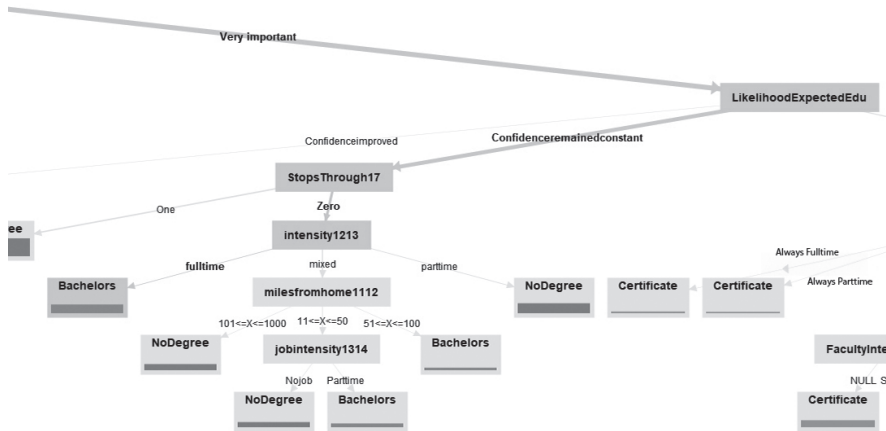 Very important
LikelihoodExpectedEdu
Confidenceimproved
Confidenceremainedconstant
StopsThrough17
One
Zero
ee
intensity1213
Always Fulltime
fulltime
mixed
parttime
Always Parttime
Bachelors
milesfromhome1112
NoDegree
Certificate
Certificate
101<=X<=1000
11<=X<=50
51<=X<=100
NoDegree
jobintensity1314
Bachelors
FacultyInte
Nojob
Parttime
NULL S
NoDegree
Bachelors
Certificate